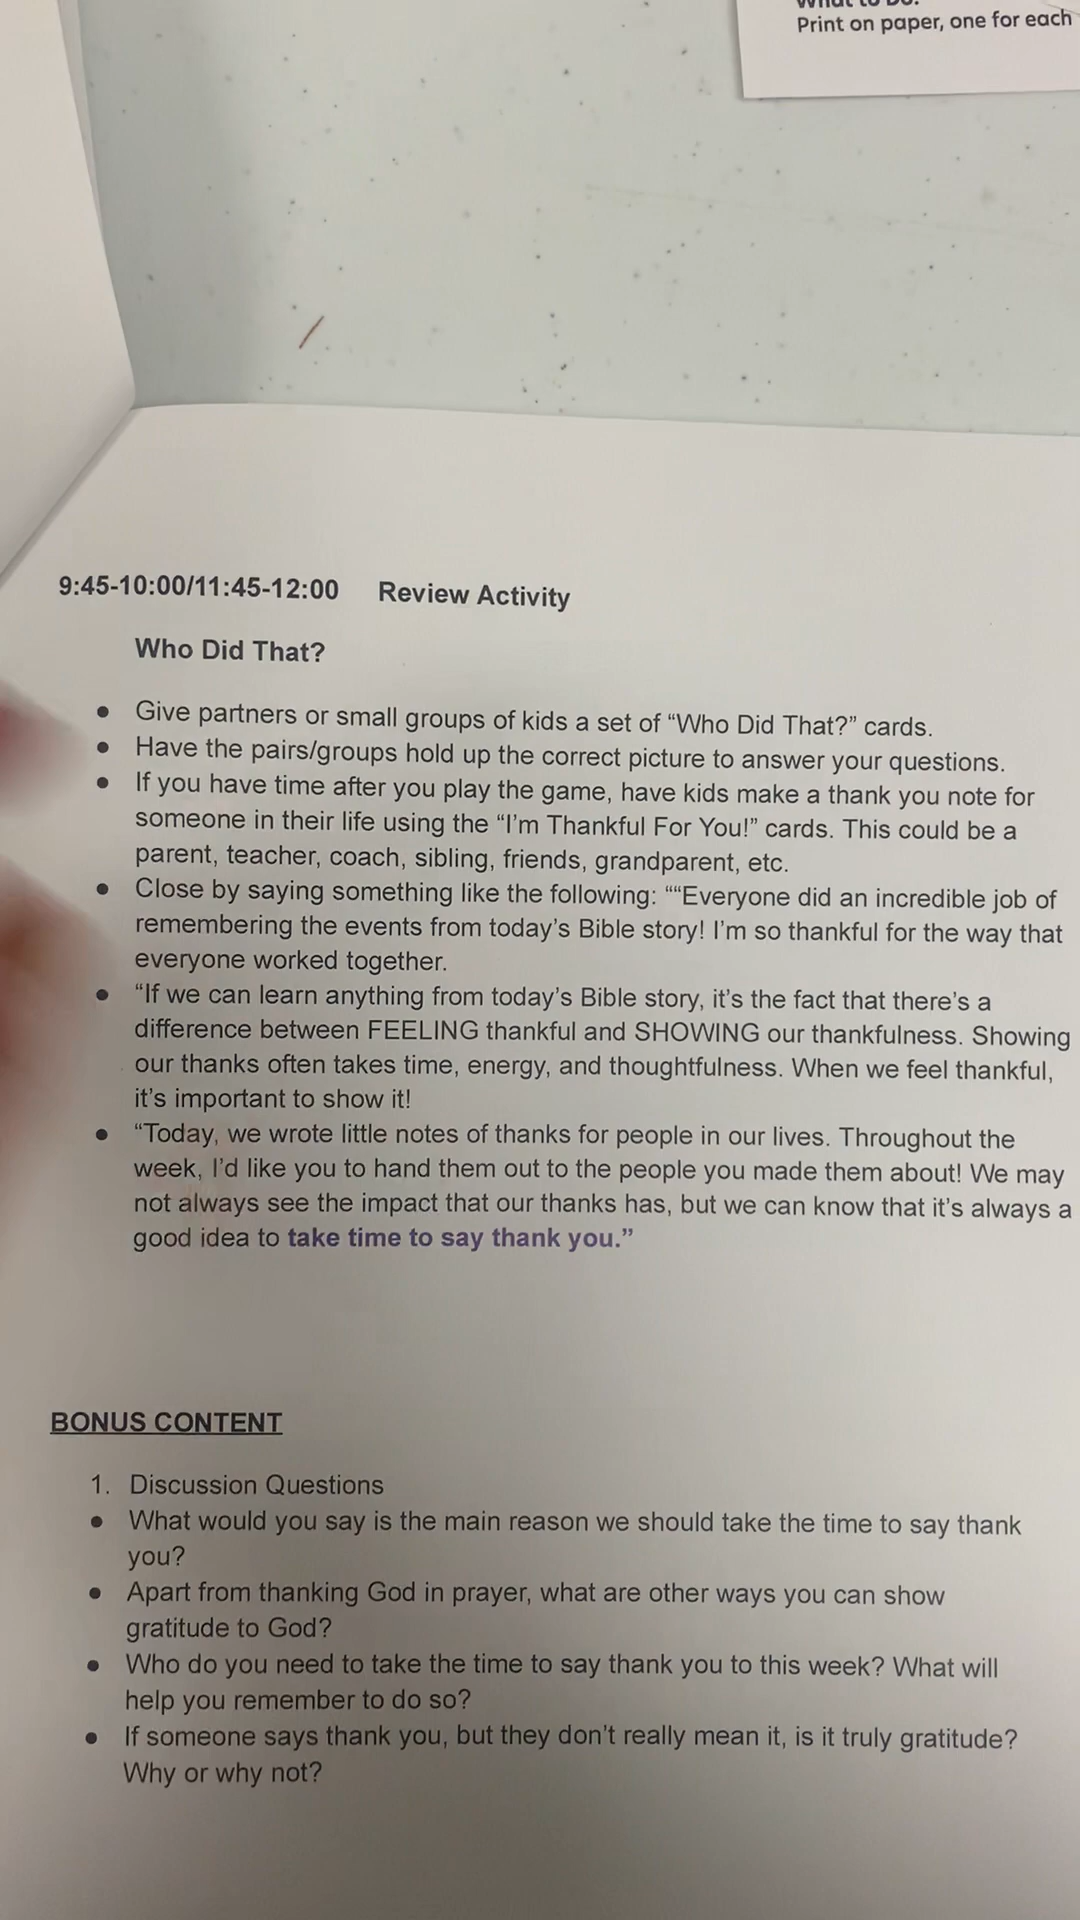 What to Do:
Print on paper, one for each
9:45-10:00/11:45-12:00 Review Activity
Who Did That?
● Give partners or small groups of kids a set of “Who Did That?” cards.
● Have the pairs/groups hold up the correct picture to answer your questions.
● If you have time after you play the game, have kids make a thank you note for
someone in their life using the “I’m Thankful For You!” cards. This could be a
parent, teacher, coach, sibling, friends, grandparent, etc.
● Close by saying something like the following: ““Everyone did an incredible job of
remembering the events from today’s Bible story! I’m so thankful for the way that
everyone worked together.
● “If we can learn anything from today’s Bible story, it’s the fact that there’s a
difference between FEELING thankful and SHOWING our thankfulness. Showing
our thanks often takes time, energy, and thoughtfulness. When we feel thankful,
it’s important to show it!
● “Today, we wrote little notes of thanks for people in our lives. Throughout the
week, I’d like you to hand them out to the people you made them about! We may
not always see the impact that our thanks has, but we can know that it’s always a
good idea to take time to say thank you.”
BONUS CONTENT
1. Discussion Questions
● What would you say is the main reason we should take the time to say thank
you?
● Apart from thanking God in prayer, what are other ways you can show
gratitude to God?
● Who do you need to take the time to say thank you to this week? What will
help you remember to do so?
● If someone says thank you, but they don't really mean it, is it truly gratitude?
Why or why not?